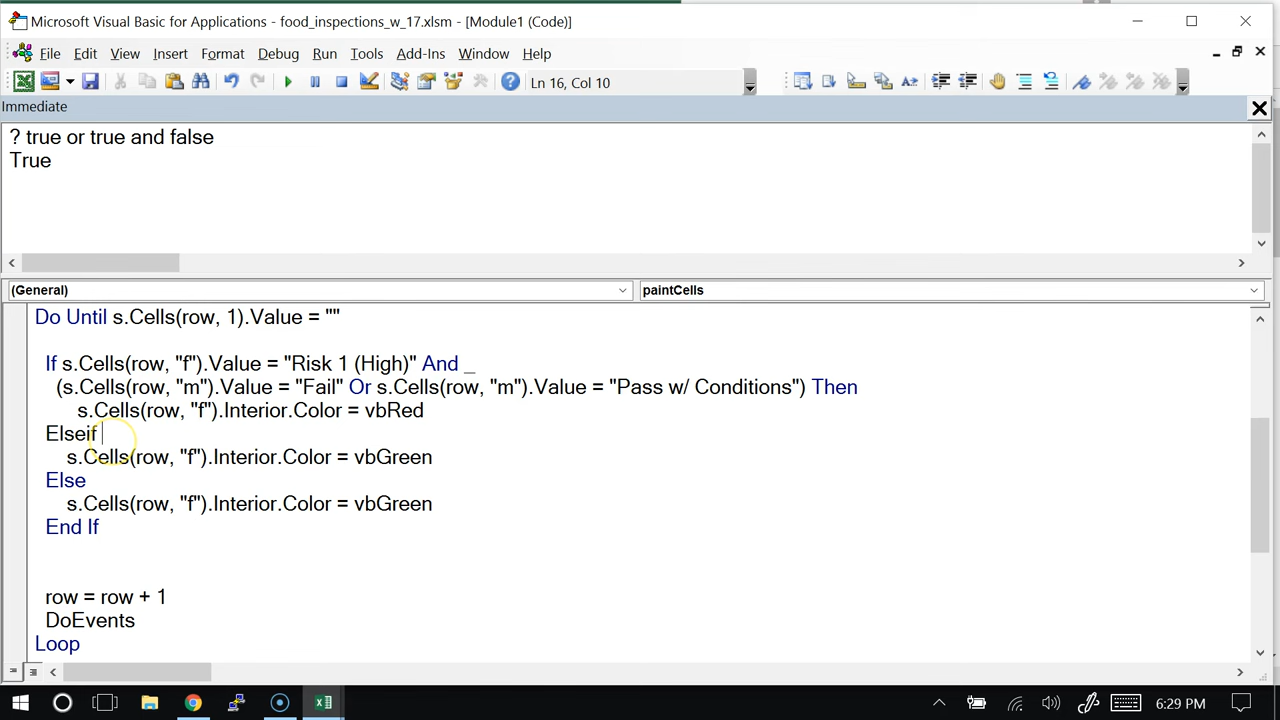 Microsoft Visual Basic for Applications - food_inspections_w_17.xlsm - [Module1 (Code)]
File Edit View Insert Format Debug Run Tools Add-Ins Window Help
Ln 16, Col 10
Immediate
? true or true and false
True
(General) paintCells
Do Until s.Cells(row, 1).Value = ""
If s.Cells(row, "f").Value = "Risk 1 (High)" And _
(s.Cells(row, "m").Value = "Fail" Or s.Cells(row, "m").Value = "Pass w/ Conditions") Then
s.Cells(row, "f").Interior.Color = vbRed
Elseif
s.Cells(row, "f").Interior.Color = vbGreen
Else
s.Cells(row, "f").Interior.Color = vbGreen
End If
row = row + 1
DoEvents
Loop
6:29 PM